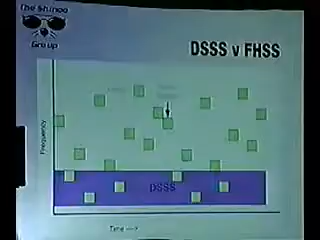 The Shmoo
Group
DSSS v FHSS
Frequency
DSSS
Time --->